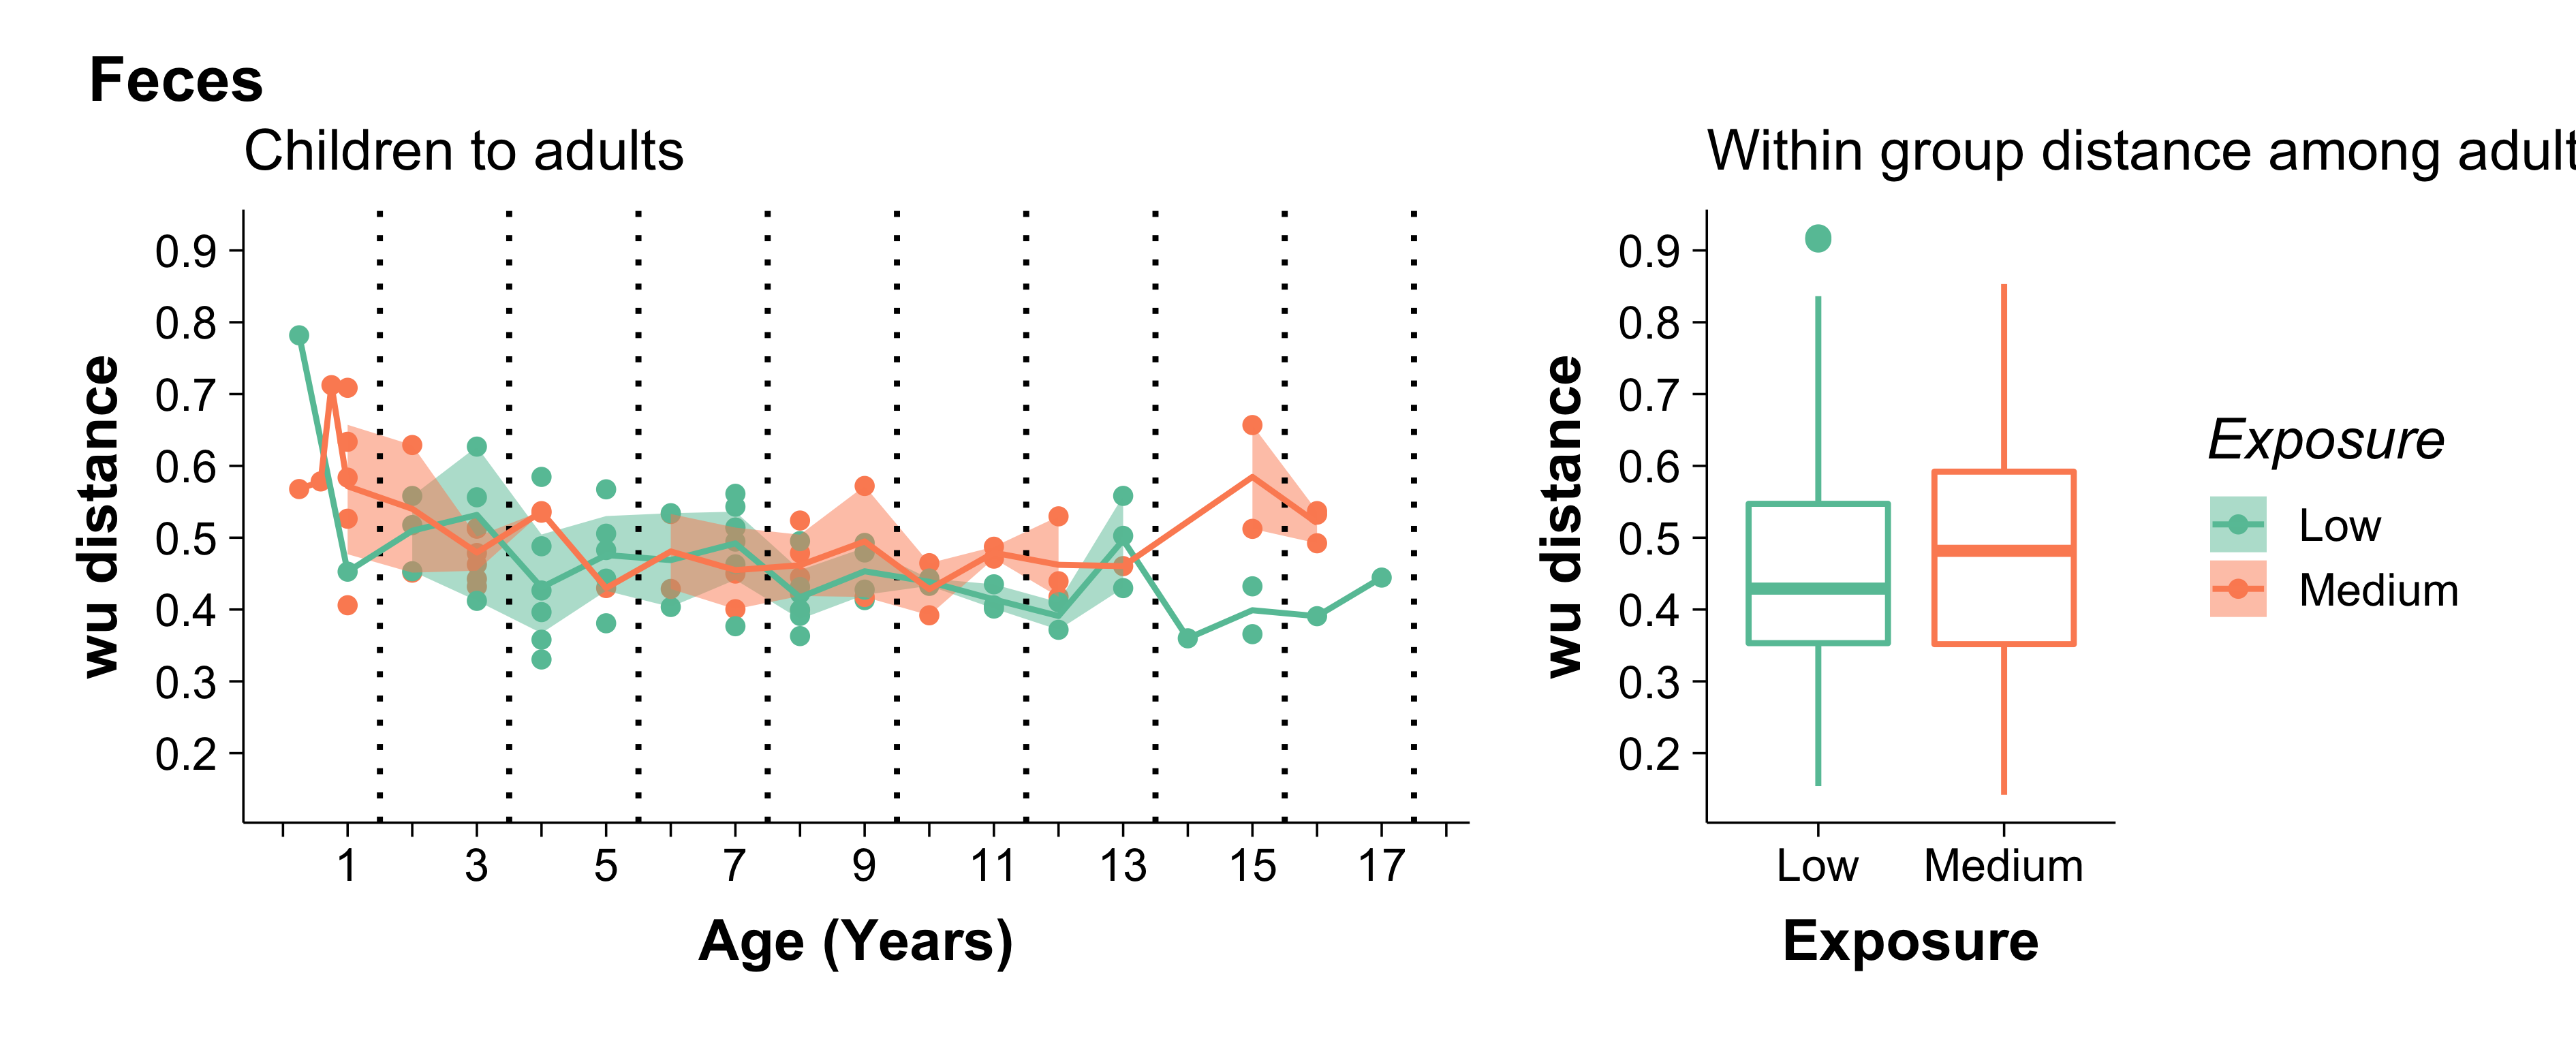 Feces
Children to adults
wu distance
0.9
0.8
0.7
0.6
0.5
0.4
0.3
0.2
1 3 5 7 9 11 13 15 17
Age (Years)
Within group distance among adult
wu distance
0.9
0.8
0.7
0.6
0.5
0.4
0.3
0.2
Low Medium
Exposure
Exposure
Low
Medium